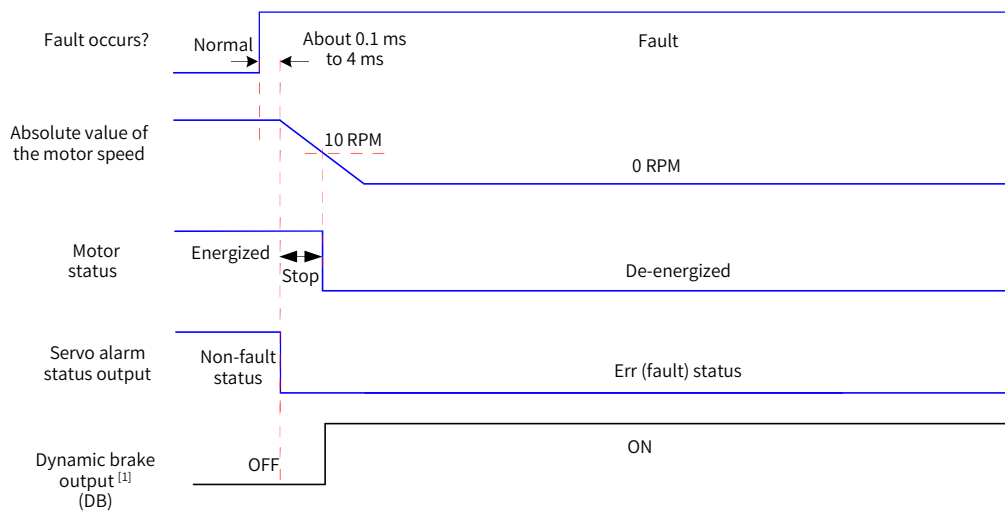 Fault occurs?
Normal
About 0.1 ms
to 4 ms
Fault
Absolute value of
the motor speed
10 RPM
0 RPM
Motor
status
Energized
Stop
De-energized
Servo alarm
status output
Non-fault
status
Err (fault) status
Dynamic brake
output [1]
(DB)
OFF
ON